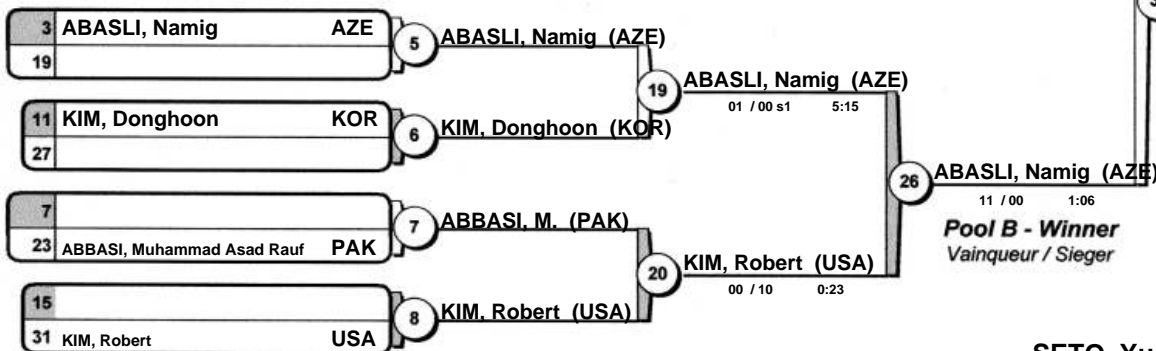 3 ABASLI, Namig AZE
19
5
ABASLI, Namig (AZE)
11 KIM, Donghoon KOR
27
6
KIM, Donghoon (KOR)
19
ABASLI, Namig (AZE)
01 / 00 s1 5:15
7
23 ABBASI, Muhammad Asad Rauf PAK
7
ABBASI, M. (PAK)
15
31 KIM, Robert USA
8
KIM, Robert (USA)
20
KIM, Robert (USA)
00 / 10 0:23
26
ABASLI, Namig (AZE)
11 / 00 1:06
Pool B - Winner
Vainqueur / Sieger